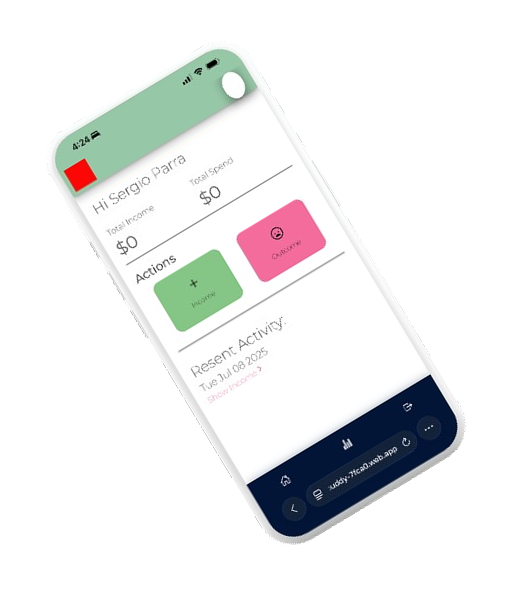 4:24
Hi Sergio Parra
Total Income
Total Spend
$0
$0
Actions
+
Income
Outcome
Resent Activity:
Tue Jul 08 2025
Show Income >
uddy-7fca0.web.app